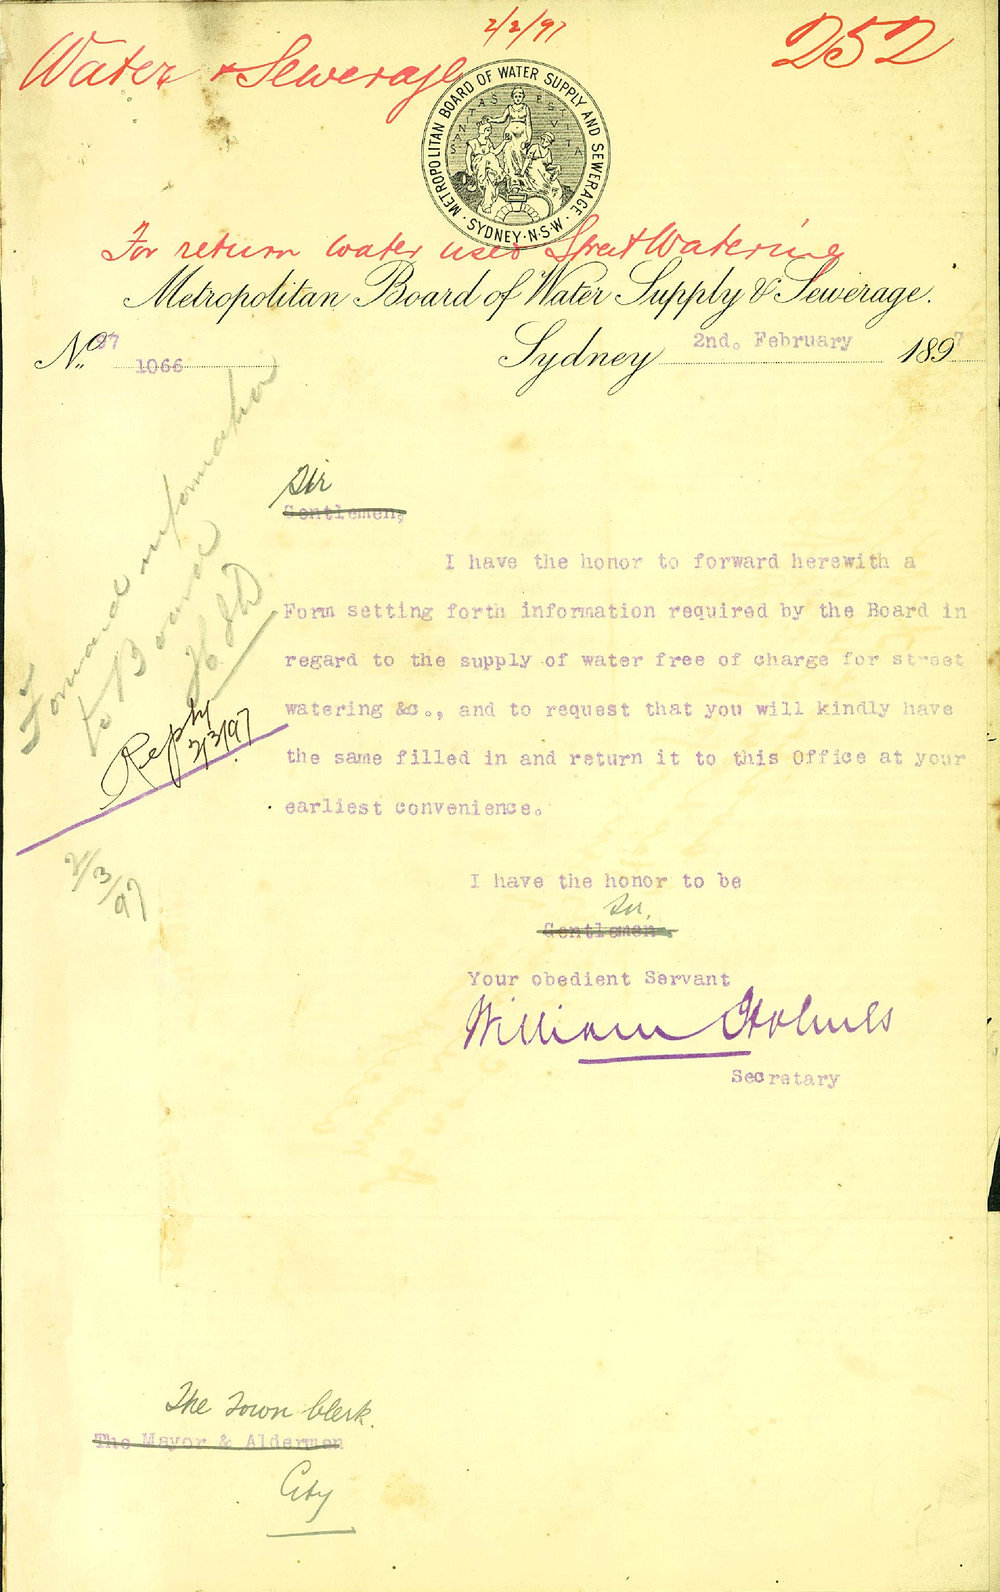 2/2/97
Water & Sewerage
252
METROPOLITAN BOARD OF WATER SUPPLY AND SEWERAGE
SYDNEY·N·S·W·
For return water used Street Watering
Metropolitan Board of Water Supply & Sewerage.
No. 97
1066
Sydney 2nd. February 1897
Sir
Gentlemen,
I have the honor to forward herewith a
Form setting forth information required by the Board in
regard to the supply of water free of charge for street
watering &c., and to request that you will kindly have
the same filled in and return it to this Office at your
earliest convenience.
Forward information
to Board
Reply
2/3/97
2/3/97
I have the honor to be
Sir,
Gentlemen
Your obedient Servant
William Holmes
Secretary
The Town Clerk.
The Mayor & Aldermen
City